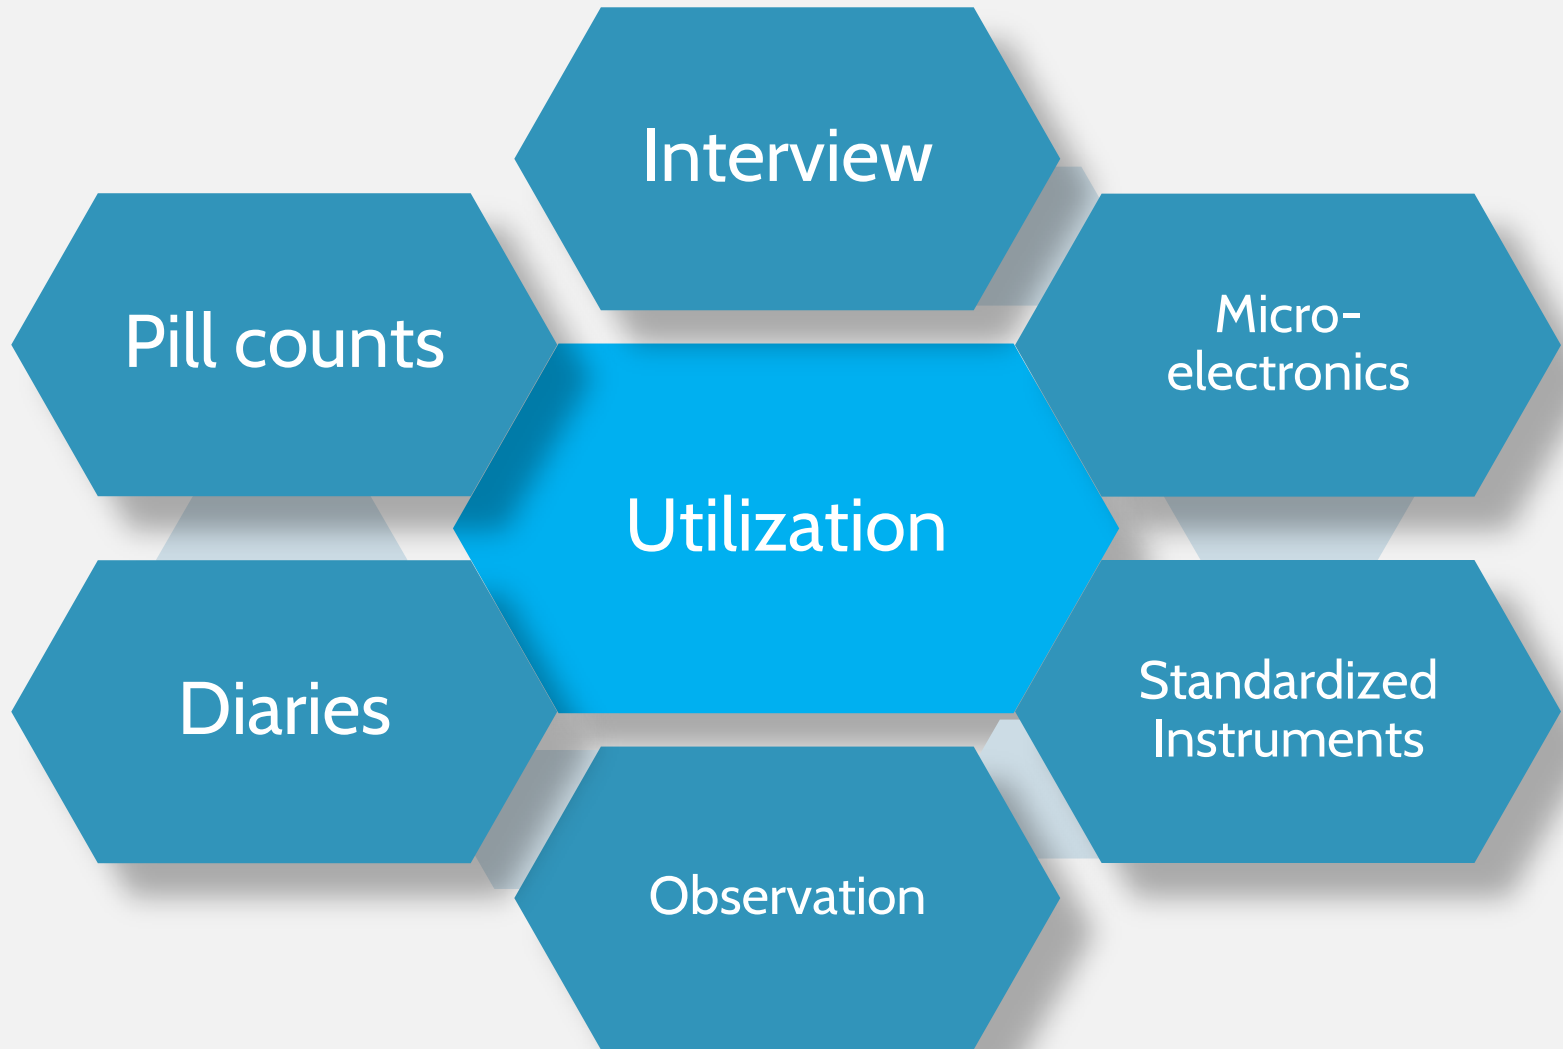 Interview
Pill counts
Micro-
electronics
Utilization
Diaries
Standardized
Instruments
Observation